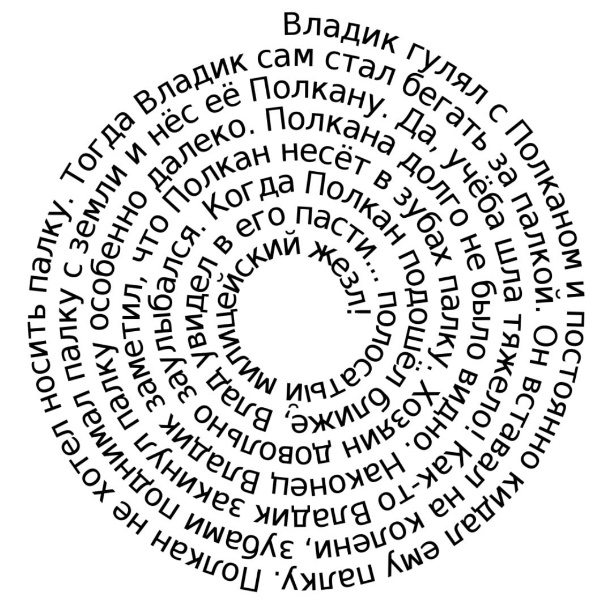 Владик гулял с Полканом и постоянно кидал ему палку. Полкан не хотел носить палку. Тогда Владик сам стал бегать за палкой. Он вставал на колени, зубами поднимал палку с земли и нёс её Полкану. Да, учёба шла тяжело! Как-то Владик закинул палку особенно далеко. Полкана долго не было видно. Наконец Владик заметил, что Полкан несёт в зубах палку. Хозяин довольно заулыбался. Когда Полкан подошёл ближе, Влад увидел в его пасти... полосатый милицейский жезл!